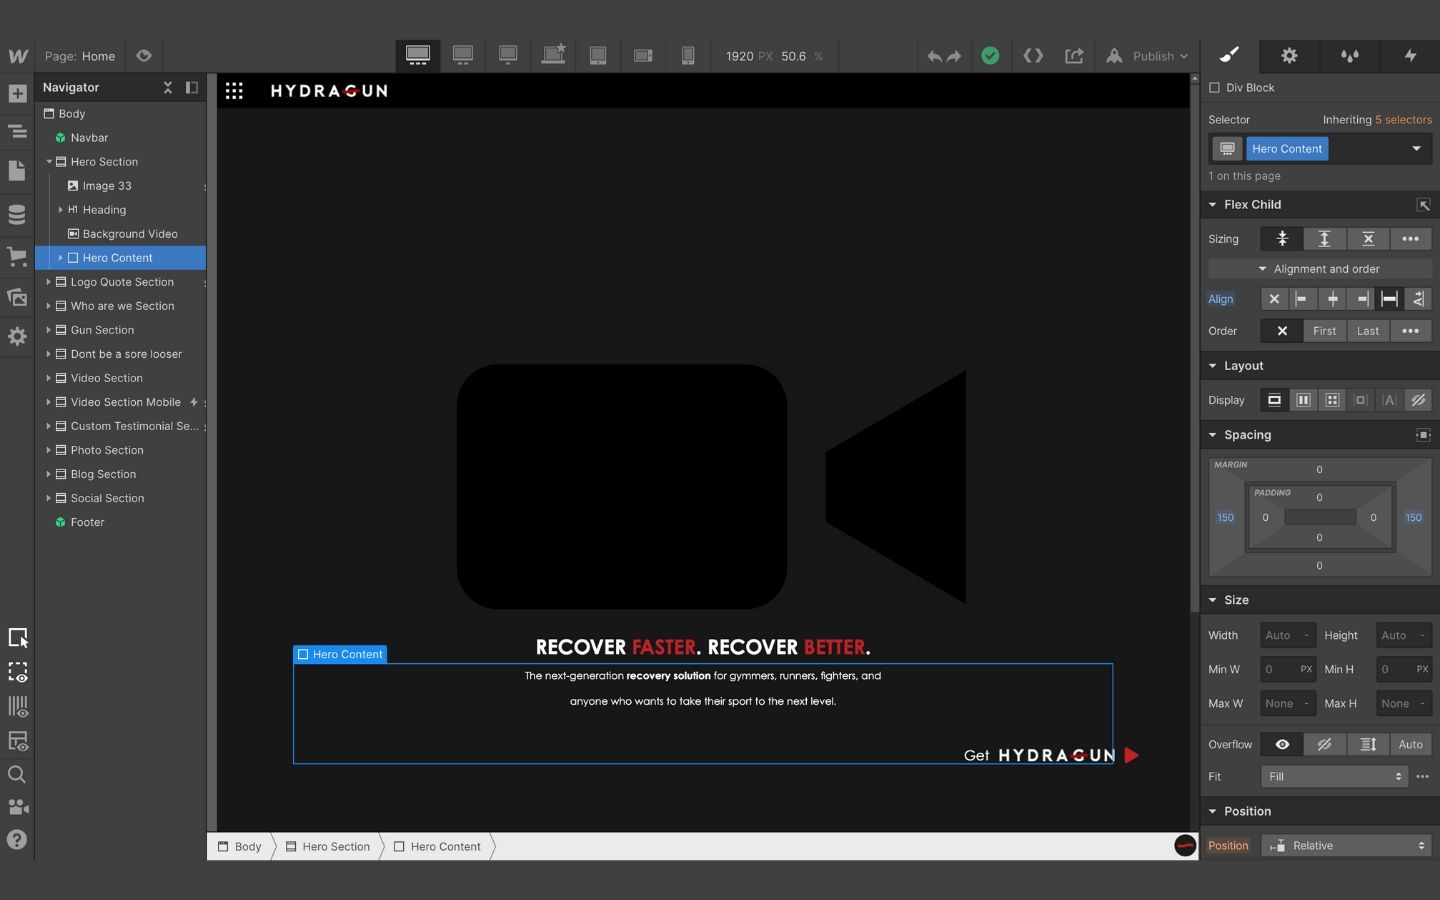 Page: Home
1920 PX 50.6 %
Publish
Navigator
Body
Navbar
Hero Section
Image 33
H1 Heading
Background Video
Hero Content
Logo Quote Section
Who are we Section
Gun Section
Dont be a sore looser
Video Section
Video Section Mobile
Custom Testimonial Se...
Photo Section
Blog Section
Social Section
Footer
HYDRAGUN
RECOVER FASTER. RECOVER BETTER.
Hero Content
The next-generation recovery solution for gymmers, runners, fighters, and
anyone who wants to take their sport to the next level.
Get HYDRAGUN
Body
Hero Section
Hero Content
Div Block
Selector Inheriting 5 selectors
Hero Content
1 on this page
Flex Child
Sizing
Alignment and order
Align
Order First Last
Layout
Display
Spacing
MARGIN
0
PADDING
0
150 0 0 150
0
0
Size
Width Auto - Height Auto -
Min W 0 PX Min H 0 PX
Max W None - Max H None -
Overflow Auto
Fit Fill
Position
Position Relative